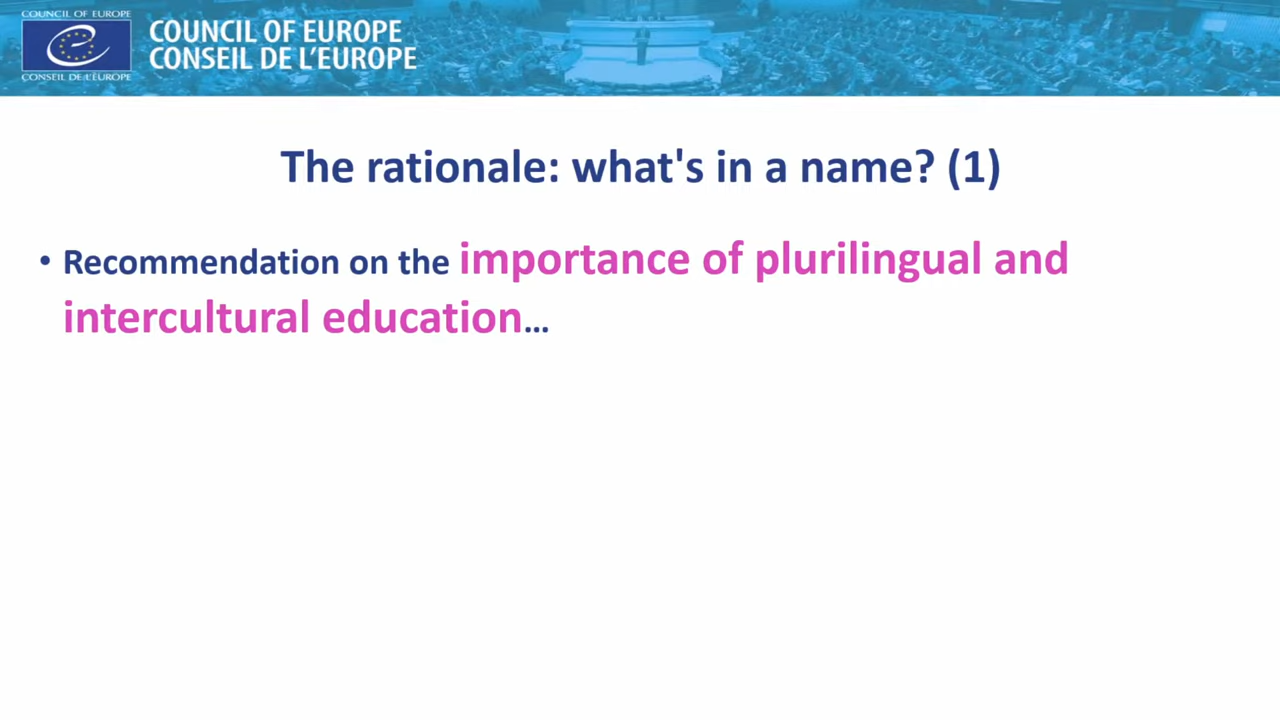 COUNCIL OF EUROPE
CONSEIL DE L'EUROPE
COUNCIL OF EUROPE
CONSEIL DE L'EUROPE
The rationale: what's in a name? (1)
• Recommendation on the importance of plurilingual and
intercultural education…